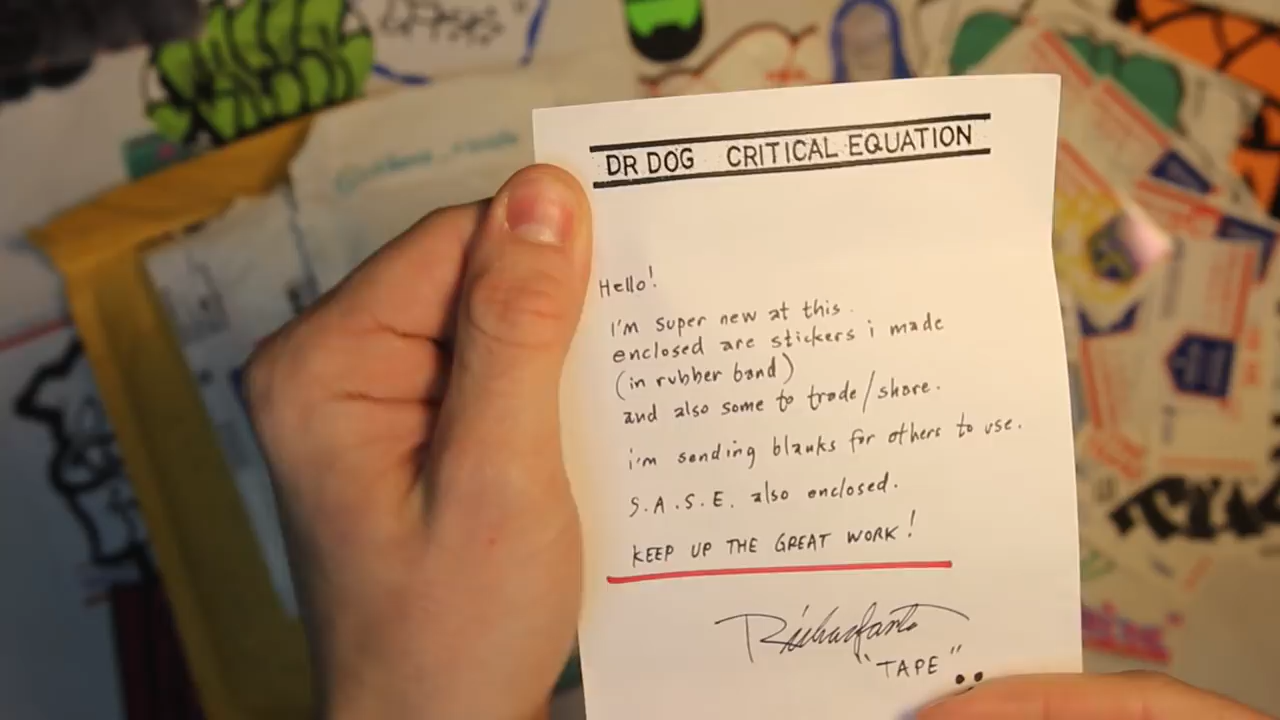 DR DOG CRITICAL EQUATION
Hello!
I'm super new at this.
enclosed are stickers i made
(in rubber band)
and also some to trade/share.
i'm sending blanks for others to use.
S.A.S.E. also enclosed.
KEEP UP THE GREAT WORK!
"TAPE"